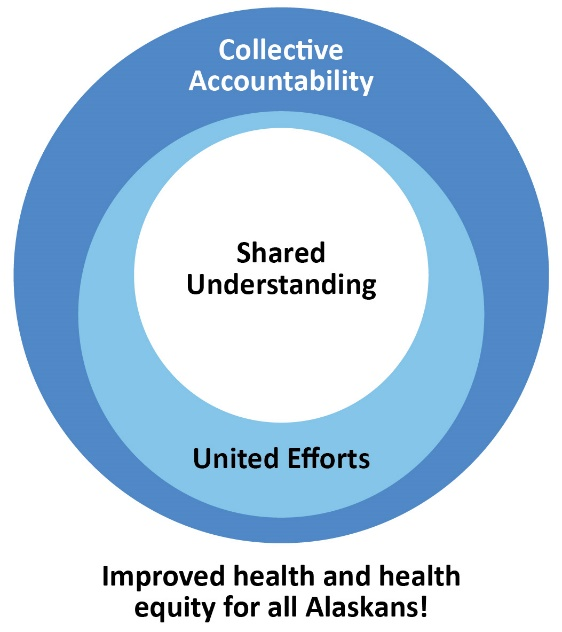 Collective
Accountability
Shared
Understanding
United Efforts
Improved health and health
equity for all Alaskans!